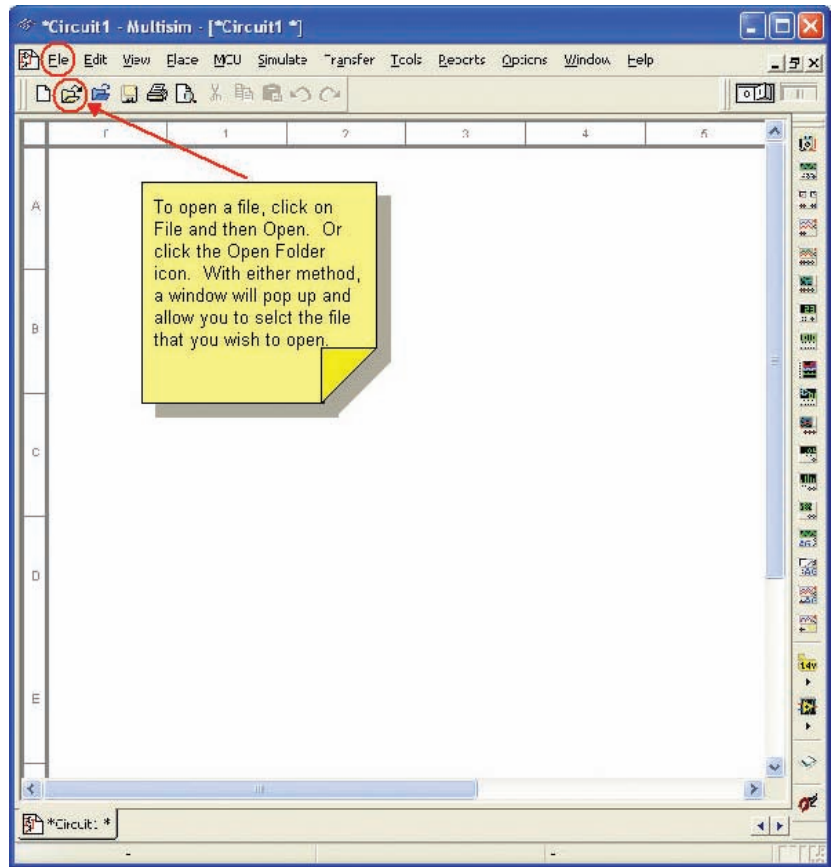 *Circuit1 - Multisim - [*Circuit1 *]
File Edit View Place MCU Simulate Transfer Tools Reports Options Window Help
0 1 2 3 4 5
A
To open a file, click on
File and then Open. Or
click the Open Folder
icon. With either method,
a window will pop up and
allow you to selct the file
that you wish to open.
B
C
D
E
*Circuit1 *